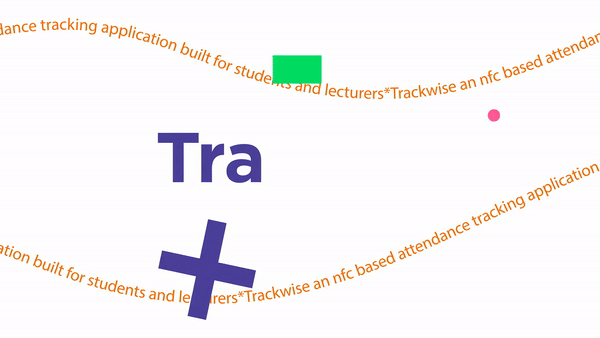 dance tracking application built for students and lecturers*Trackwise an nfc based attendan
Tra
ation built for students and lecturers*Trackwise an nfc based attendance tracking application